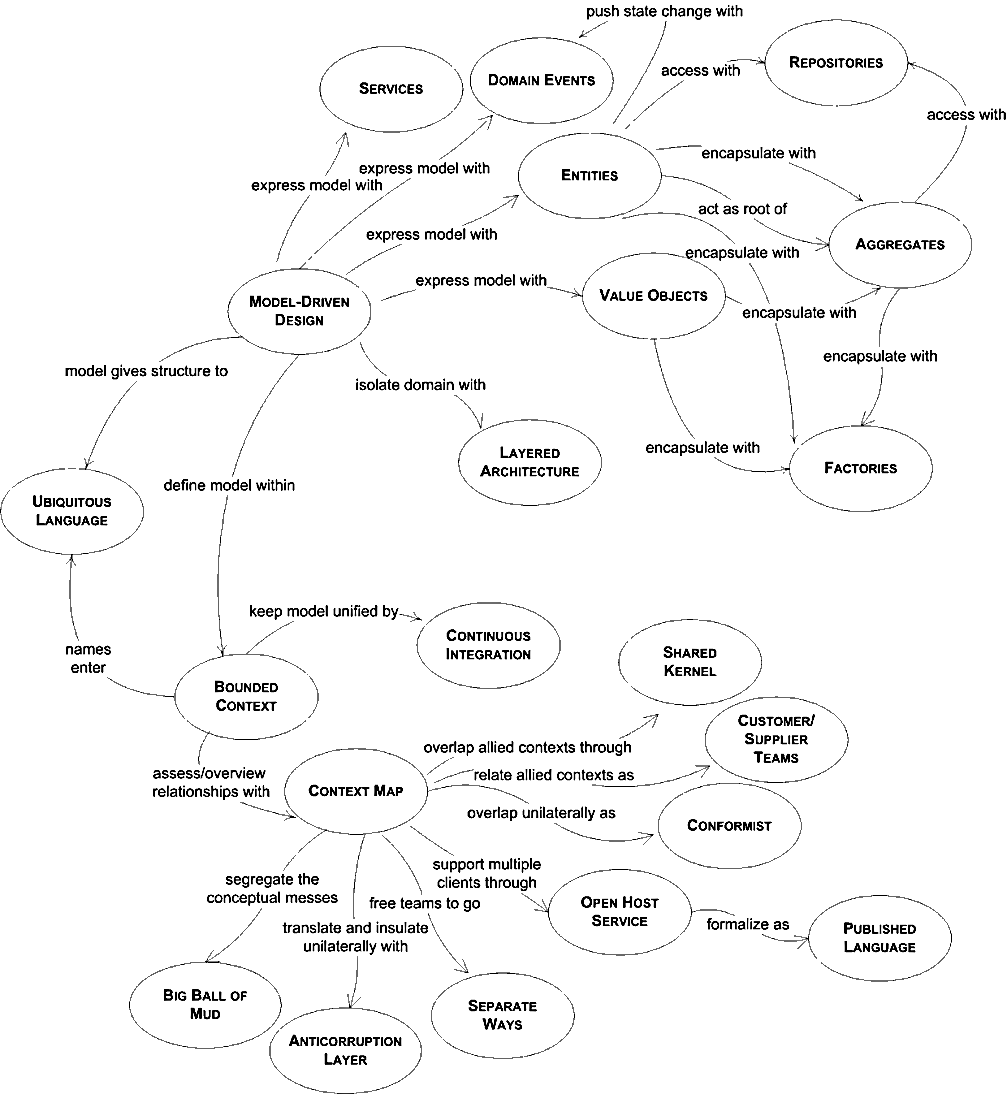 push state change with
SERVICES
DOMAIN EVENTS
REPOSITORIES
access with
access with
express model with
express model with
ENTITIES
encapsulate with
act as root of
express model with
AGGREGATES
encapsulate with
MODEL-DRIVEN
DESIGN
express model with
VALUE OBJECTS
encapsulate with
encapsulate with
model gives structure to
isolate domain with
encapsulate with
LAYERED
ARCHITECTURE
FACTORIES
define model within
UBIQUITOUS
LANGUAGE
keep model unified by
CONTINUOUS
INTEGRATION
names
enter
BOUNDED
CONTEXT
SHARED
KERNEL
CUSTOMER/
SUPPLIER
TEAMS
overlap allied contexts through
relate allied contexts as
assess/overview
relationships with
CONTEXT MAP
overlap unilaterally as
CONFORMIST
support multiple
clients through
segregate the
conceptual messes
free teams to go
translate and insulate
unilaterally with
OPEN HOST
SERVICE
formalize as
PUBLISHED
LANGUAGE
BIG BALL OF
MUD
SEPARATE
WAYS
ANTICORRUPTION
LAYER